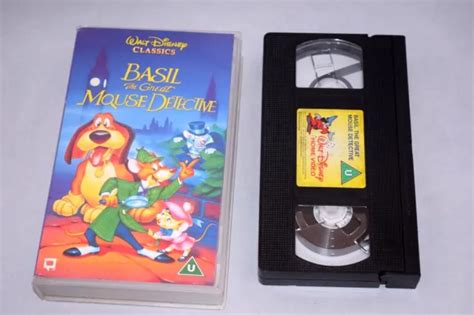 WALT DISNEY
CLASSICS
BASIL
The Great
MOUSE DETECTIVE
U
BASIL THE GREAT
MOUSE DETECTIVE
WALT DISNEY
HOME VIDEO
U